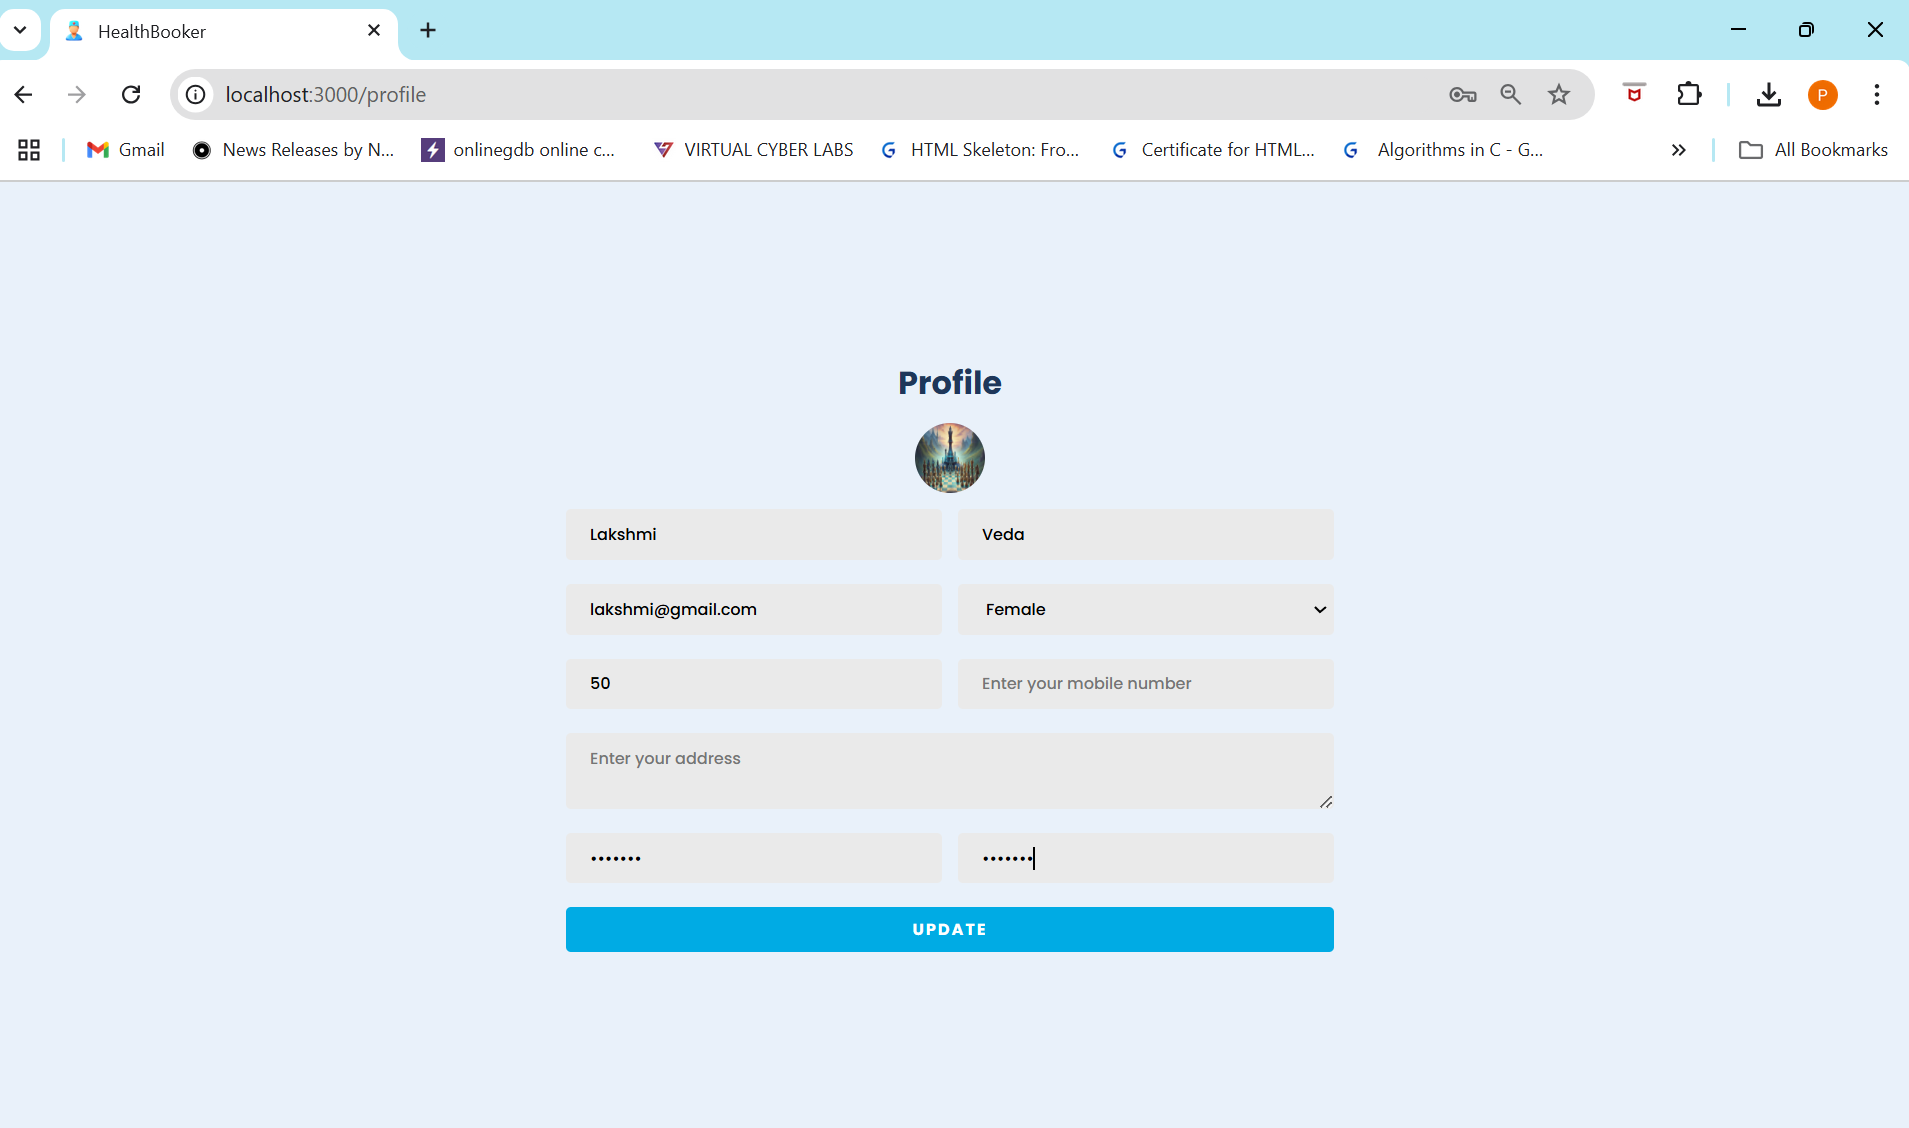 HealthBooker
localhost:3000/profile
P
Gmail News Releases by N... onlinegdb online c... VIRTUAL CYBER LABS HTML Skeleton: Fro... Certificate for HTML... Algorithms in C - G... All Bookmarks
Profile
Lakshmi Veda
lakshmi@gmail.com Female
50 Enter your mobile number
Enter your address
••••••• •••••••
UPDATE